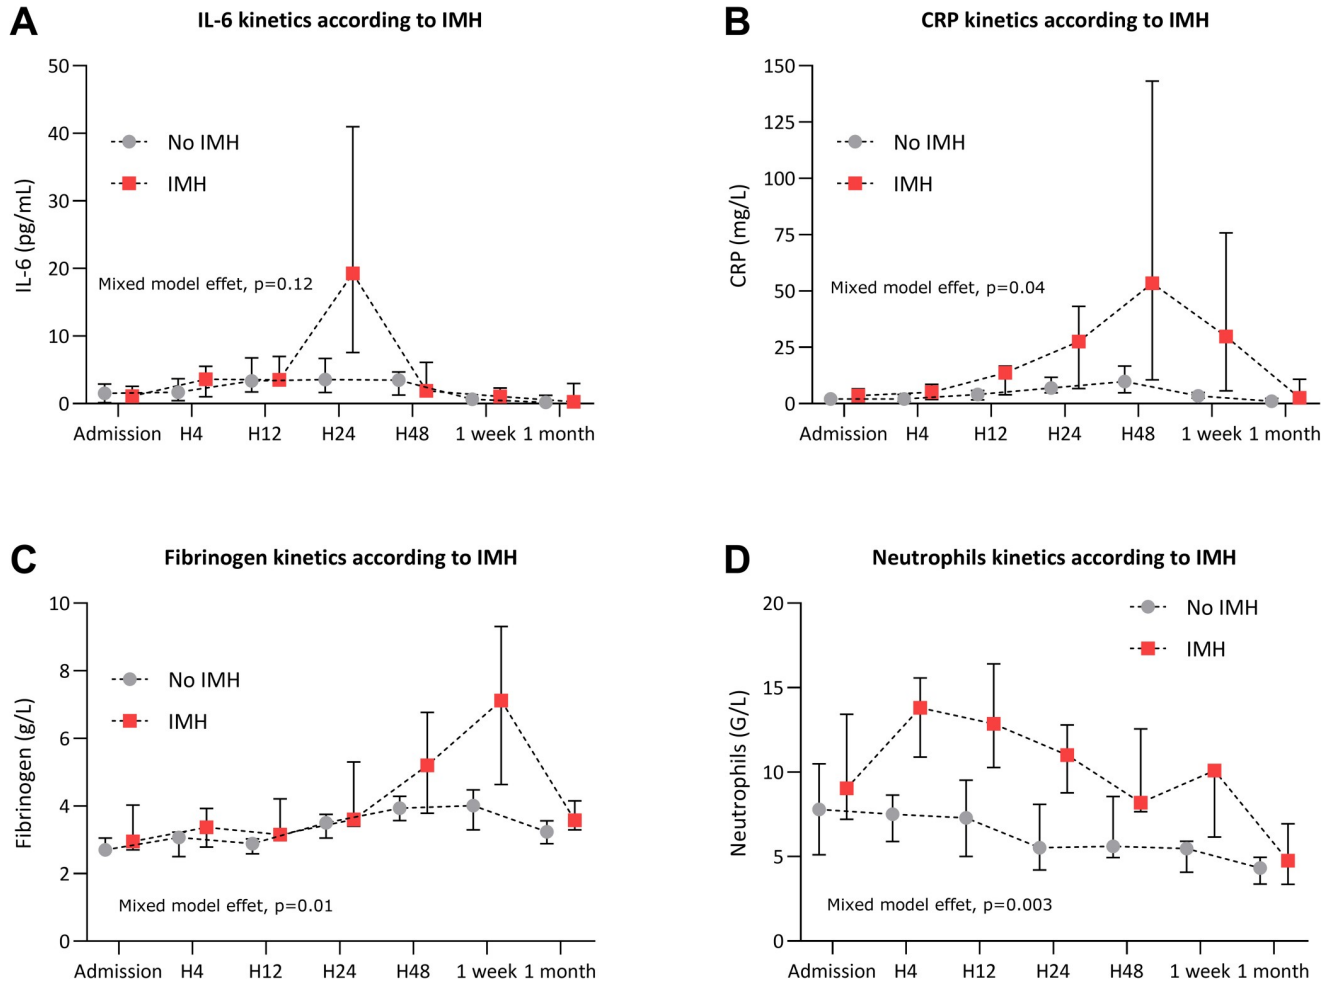 A
IL-6 kinetics according to IMH
50
40
30
20
10
0
IL-6 (pg/mL)
No IMH
IMH
Mixed model effet, p=0.12
Admission H4 H12 H24 H48 1 week 1 month
B
CRP kinetics according to IMH
150
125
100
75
50
25
0
CRP (mg/L)
No IMH
IMH
Mixed model effet, p=0.04
Admission H4 H12 H24 H48 1 week 1 month
C
Fibrinogen kinetics according to IMH
10
8
6
4
2
0
Fibrinogen (g/L)
No IMH
IMH
Mixed model effet, p=0.01
Admission H4 H12 H24 H48 1 week 1 month
D
Neutrophils kinetics according to IMH
20
15
10
5
0
Neutrophils (G/L)
No IMH
IMH
Mixed model effet, p=0.003
Admission H4 H12 H24 H48 1 week 1 month